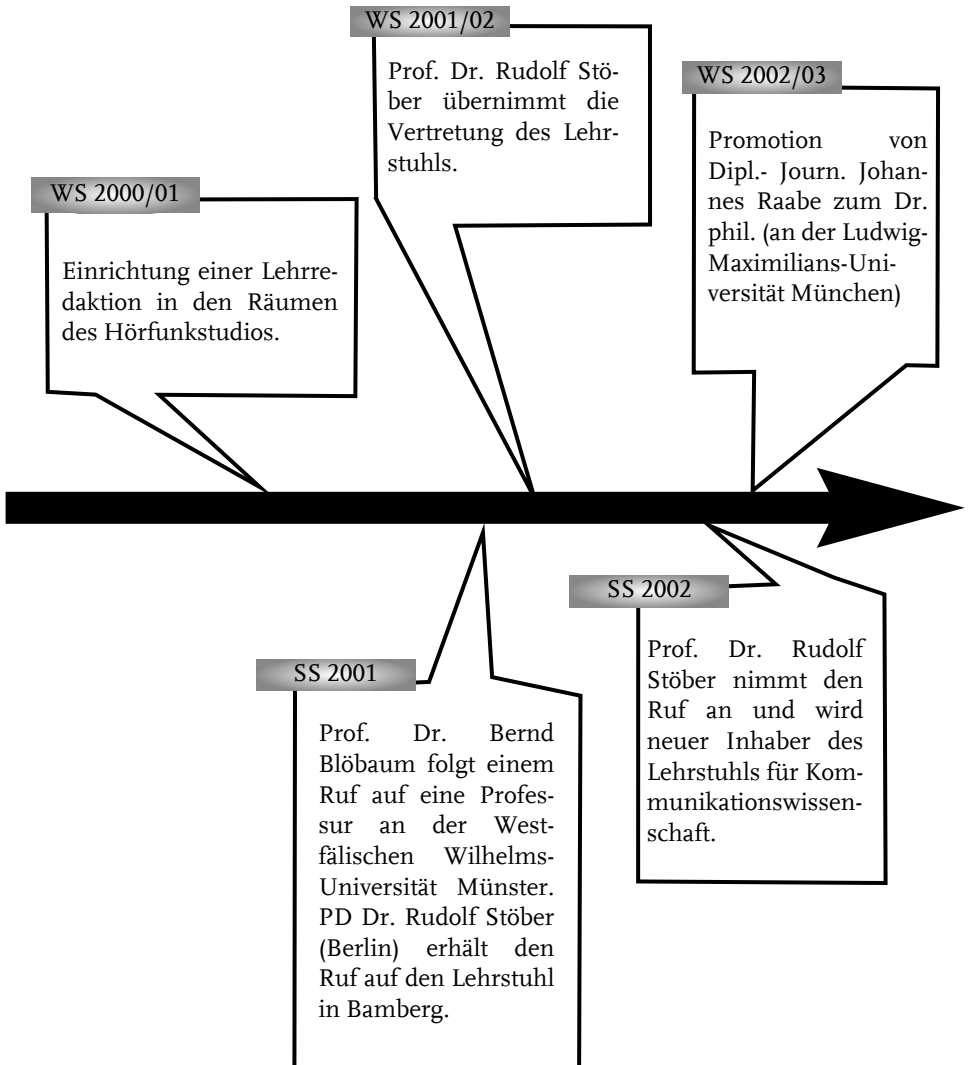 WS 2000/01
Einrichtung einer Lehrre-
daktion in den Räumen
des Hörfunkstudios.
SS 2001
Prof. Dr. Bernd
Blöbaum folgt einem
Ruf auf eine Profes-
sur an der West-
fälischen Wilhelms-
Universität Münster.
PD Dr. Rudolf Stöber
(Berlin) erhält den
Ruf auf den Lehrstuhl
in Bamberg.
WS 2001/02
Prof. Dr. Rudolf Stö-
ber übernimmt die
Vertretung des Lehr-
stuhls.
SS 2002
Prof. Dr. Rudolf
Stöber nimmt den
Ruf an und wird
neuer Inhaber des
Lehrstuhls für Kom-
munikationswissen-
schaft.
WS 2002/03
Promotion von
Dipl.- Journ. Johan-
nes Raabe zum Dr.
phil. (an der Ludwig-
Maximilians-Uni-
versität München)